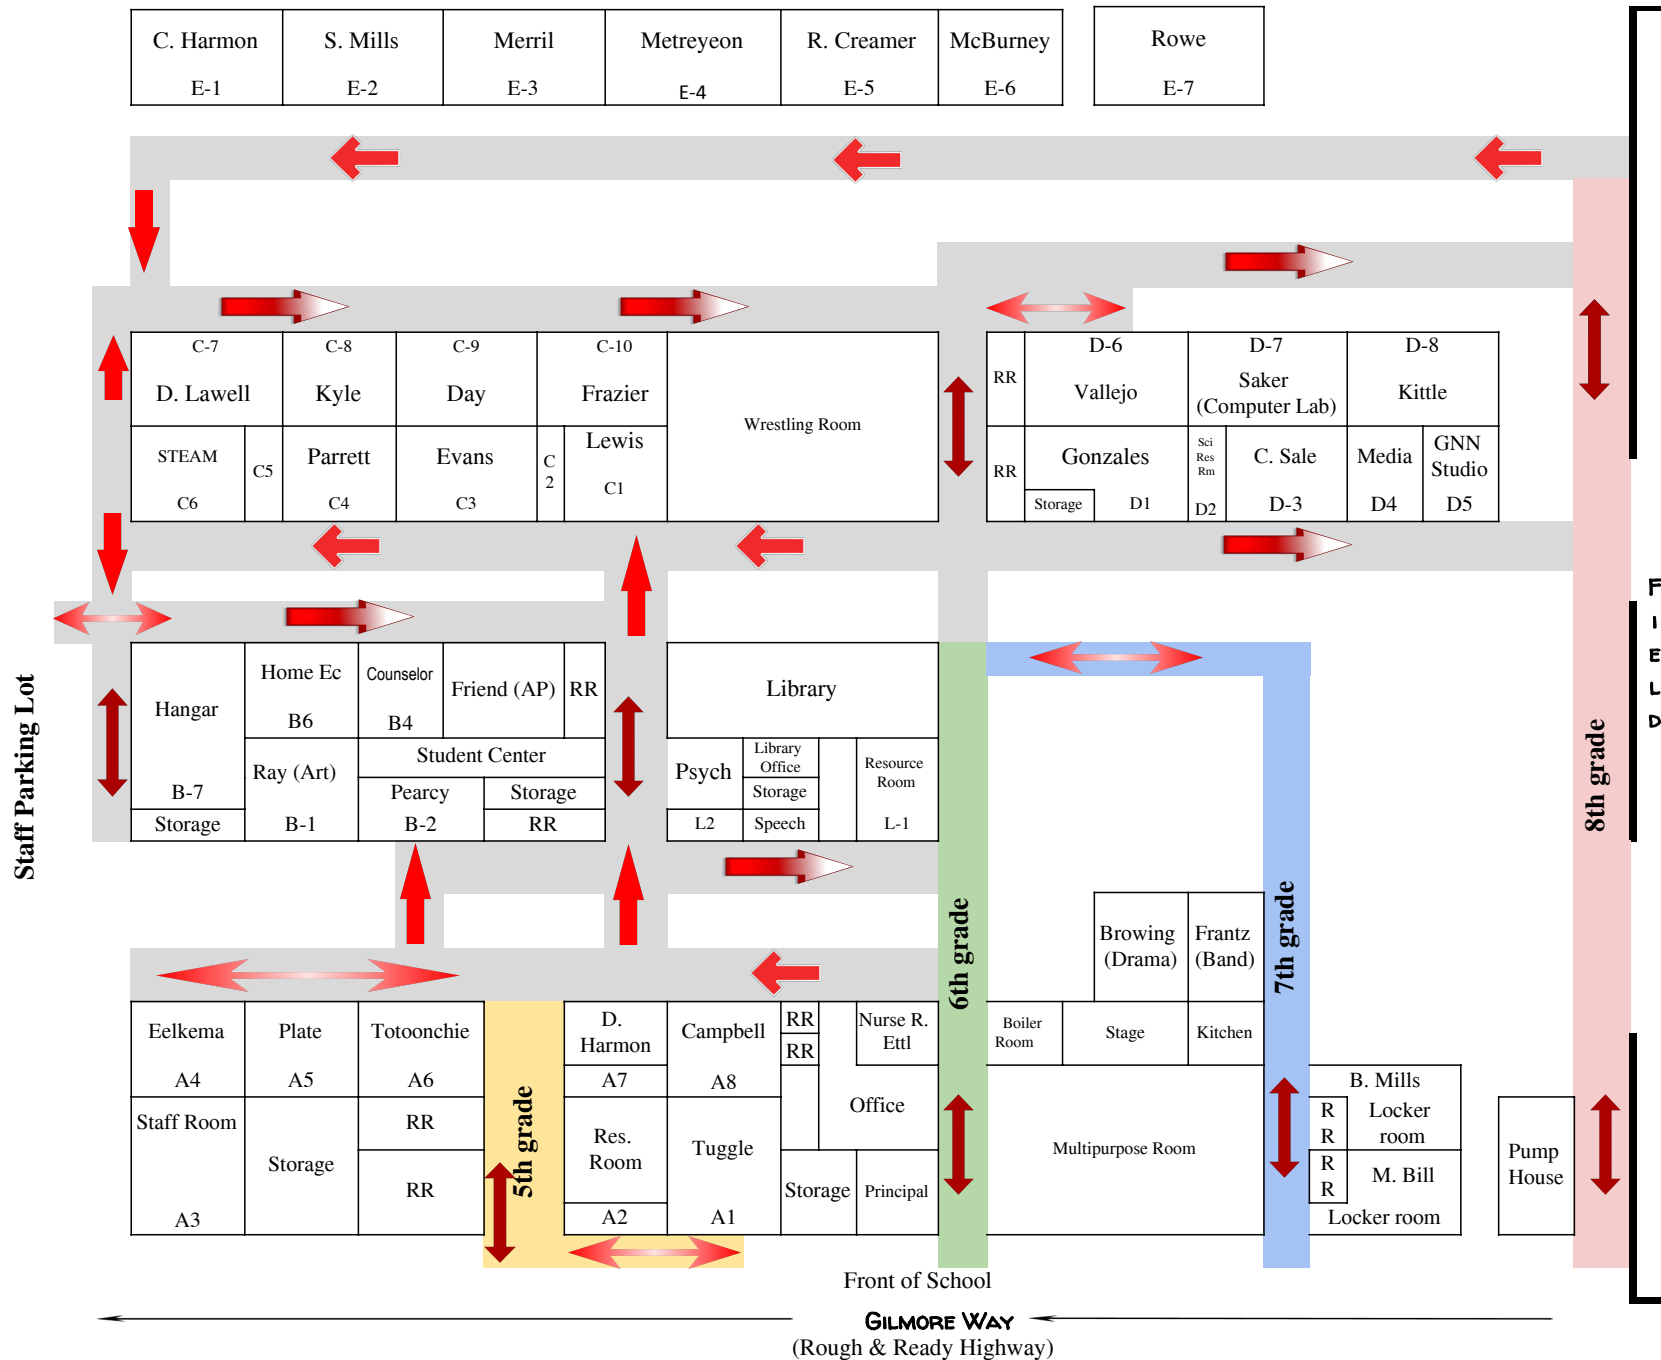 C. Harmon
E-1
S. Mills
E-2
Merril
E-3
Metreyeon
E-4
R. Creamer
E-5
McBurney
E-6
Rowe
E-7
C-7
D. Lawell
C-8
Kyle
C-9
Day
C-10
Frazier
Wrestling Room
STEAM
C6
C5
Parrett
C4
Evans
C3
C
2
Lewis
C1
RR
D-6
Vallejo
D-7
Saker
(Computer Lab)
D-8
Kittle
RR
Gonzales
Storage
D1
Sci
Res
Rm
D2
C. Sale
D-3
Media
D4
GNN
Studio
D5
FIELD
Staff Parking Lot
Hangar
B-7
Storage
Home Ec
B6
Counselor
B4
Friend (AP)
RR
Ray (Art)
B-1
Student Center
Pearcy
B-2
Storage
RR
Library
Psych
L2
Library
Office
Storage
Speech
Resource
Room
L-1
8th grade
6th grade
7th grade
Browing
(Drama)
Frantz
(Band)
Eelkema
A4
Plate
A5
Totoonchie
A6
5th grade
D.
Harmon
A7
Campbell
A8
RR
RR
Nurse R.
Ettl
Office
Boiler
Room
Stage
Kitchen
Staff Room
A3
Storage
RR
RR
Res.
Room
A2
Tuggle
A1
Storage
Principal
Multipurpose Room
B. Mills
R
R
Locker
room
R
R
M. Bill
Locker room
Pump
House
Front of School
GILMORE WAY
(Rough & Ready Highway)